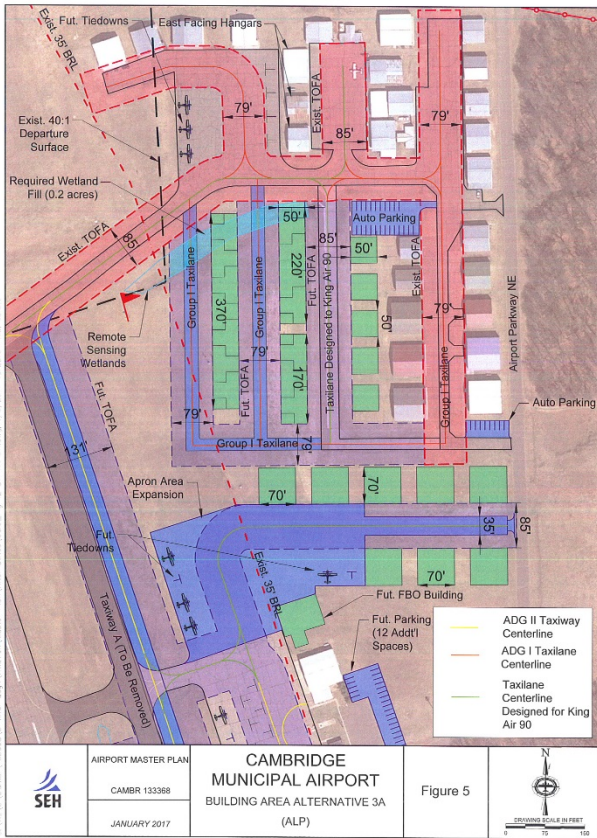 Exist. 35' BRL
Fut. Tiedowns
East Facing Hangars
79'
Exist. TOFA
85'
79'
Exist. 40:1
Departure
Surface
Required Wetland
Fill (0.2 acres)
Exist. TOFA
85'
50'
85'
Auto Parking
50'
Group I Taxilane
370'
Group I Taxilane
220'
Fut. TOFA
Taxilane Designed to King Air 90
50'
Exist. TOFA
79'
Airport Parkway NE
Remote
Sensing
Wetlands
79'
Fut. TOFA
170'
Group I Taxilane
Auto Parking
79'
Group I Taxilane
79'
Fut. TOFA
131'
Apron Area
Expansion
70'
70'
35'
85'
Fut.
Tiedowns
Exist. 35' BRL
70'
Fut. FBO Building
Fut. Parking
(12 Addt'l
Spaces)
Taxiway A (To Be Removed)
ADG II Taxiway
Centerline
ADG I Taxilane
Centerline
Taxilane
Centerline
Designed for King
Air 90
SEH
AIRPORT MASTER PLAN
CAMBR 133368
JANUARY 2017
CAMBRIDGE
MUNICIPAL AIRPORT
BUILDING AREA ALTERNATIVE 3A
(ALP)
Figure 5
N
DRAWING SCALE IN FEET
0 75 150